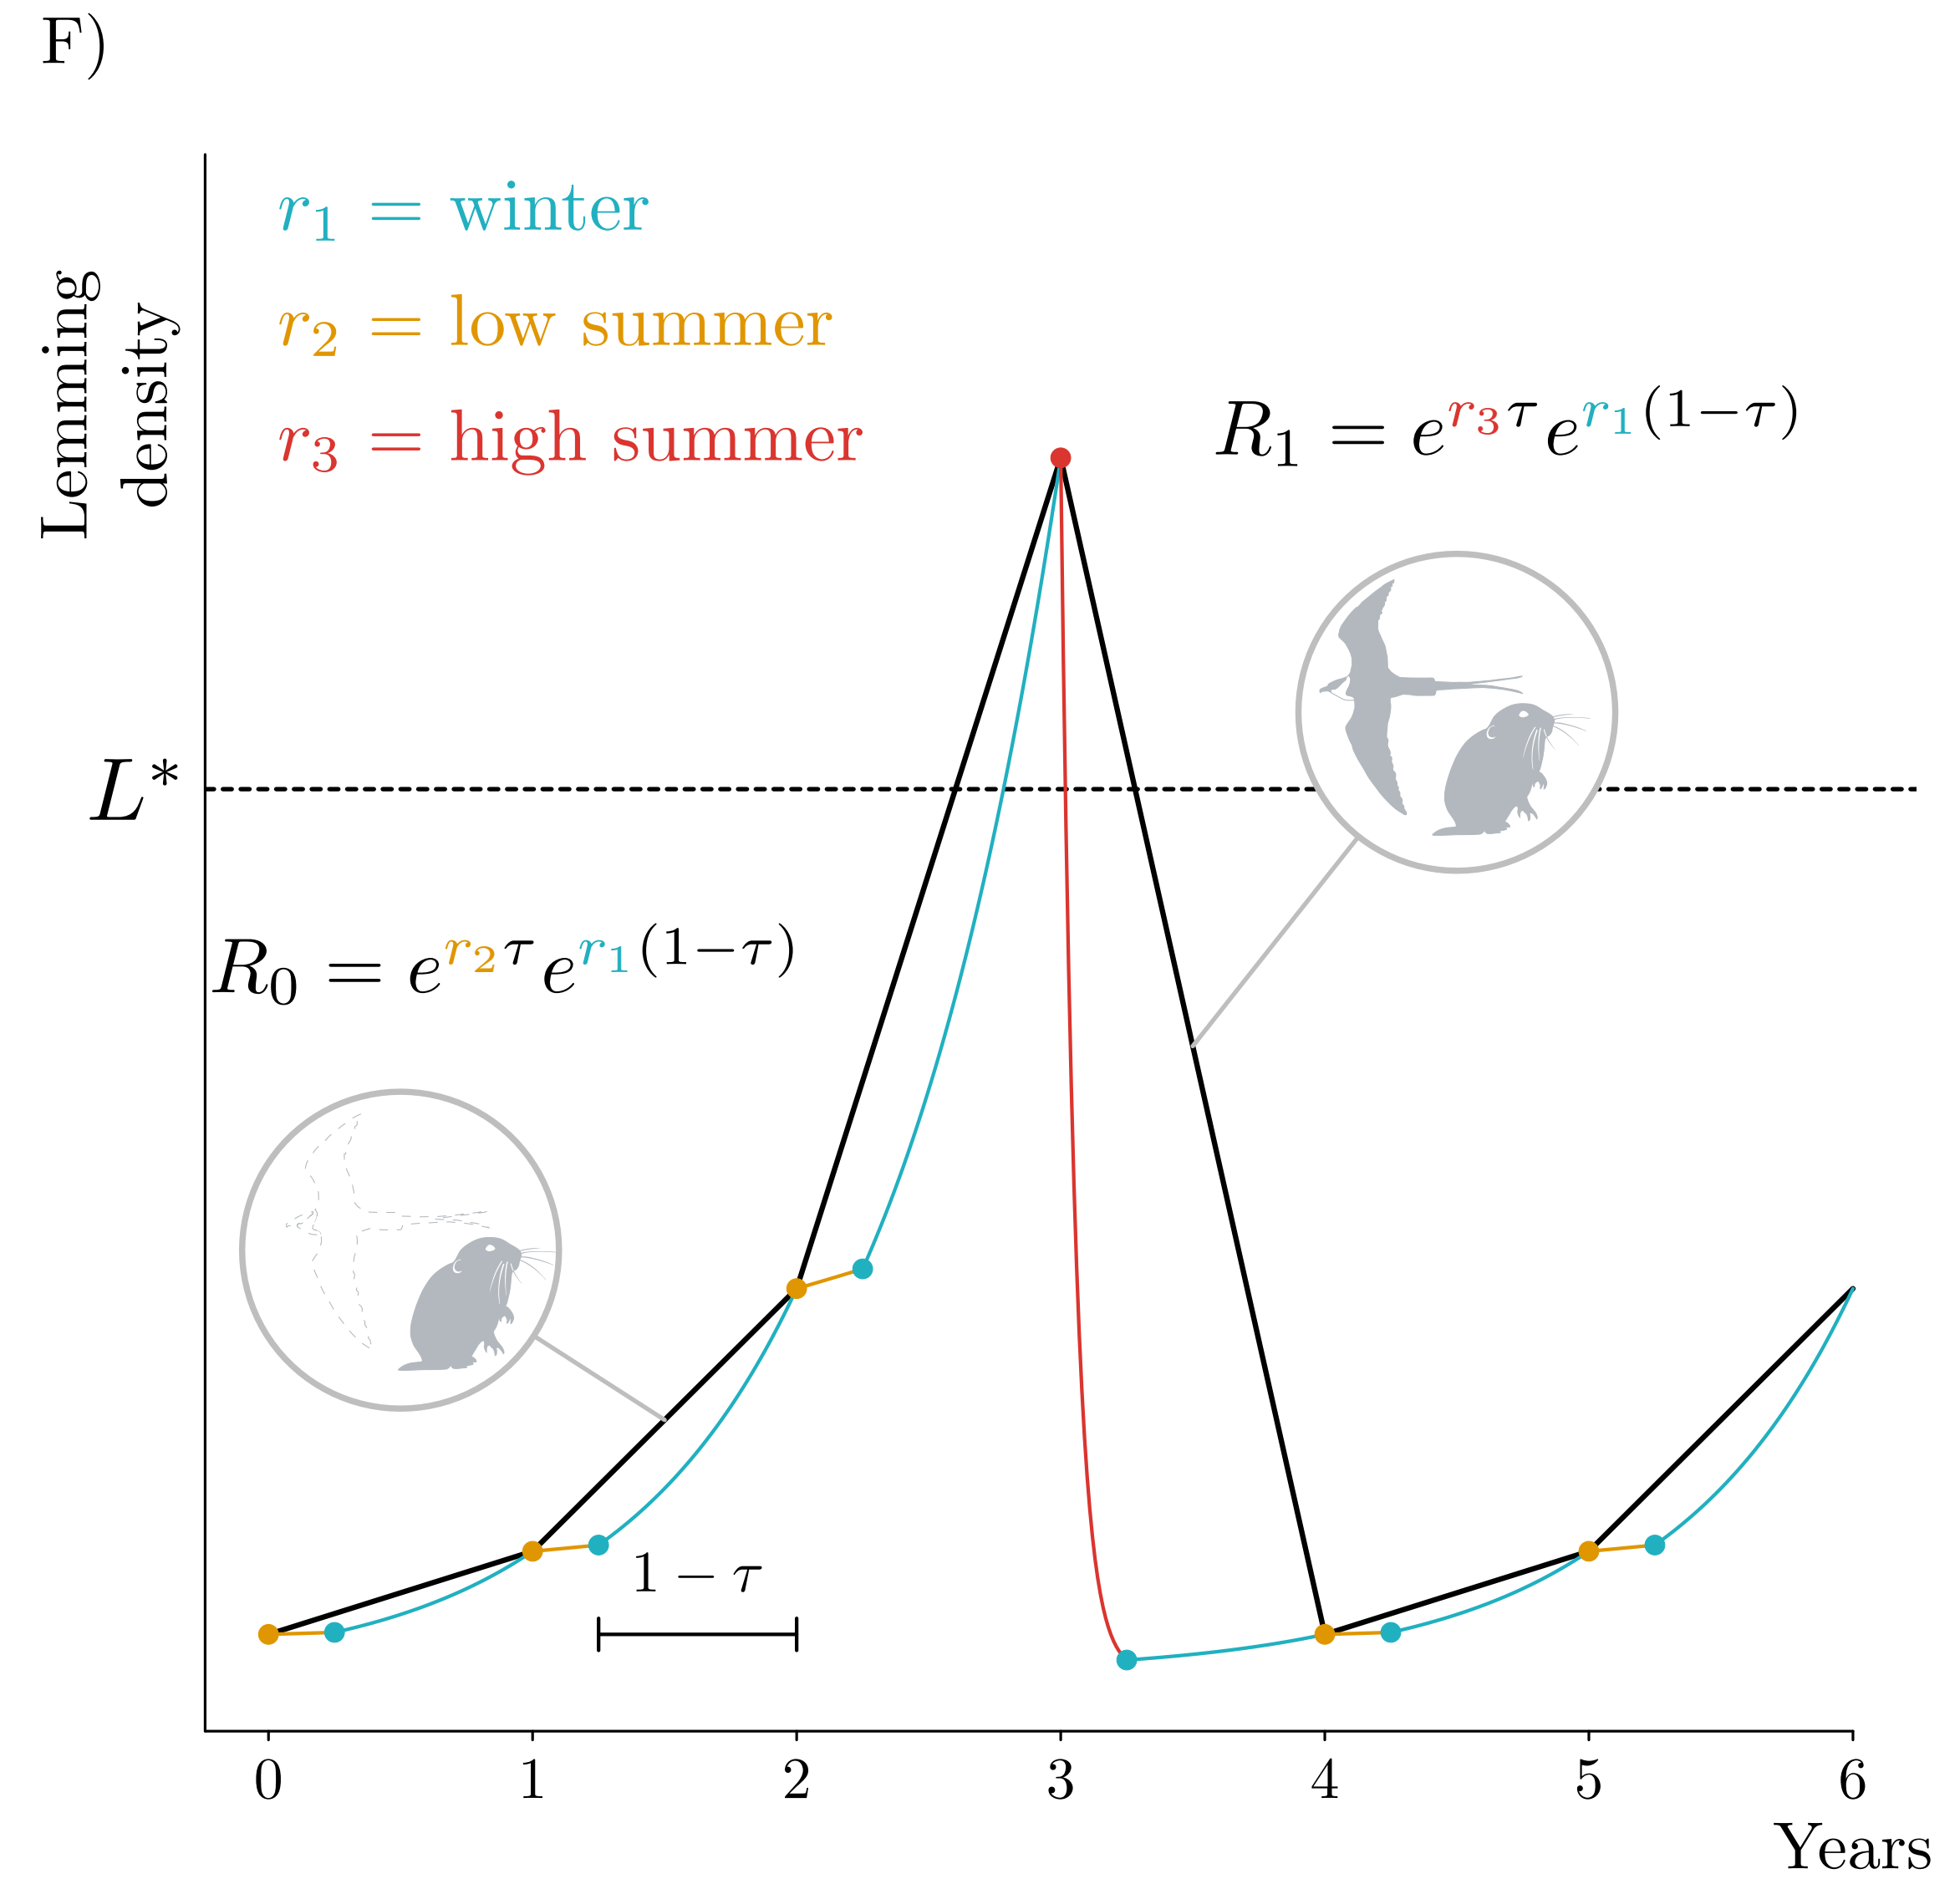 F)
Lemming
density
r₁ = winter
r₂ = low summer
r₃ = high summer
R₁ = e^{r₃τ}e^{r₁(1−τ)}
L*
R₀ = e^{r₂τ}e^{r₁(1−τ)}
1 − τ
0 1 2 3 4 5 6
Years